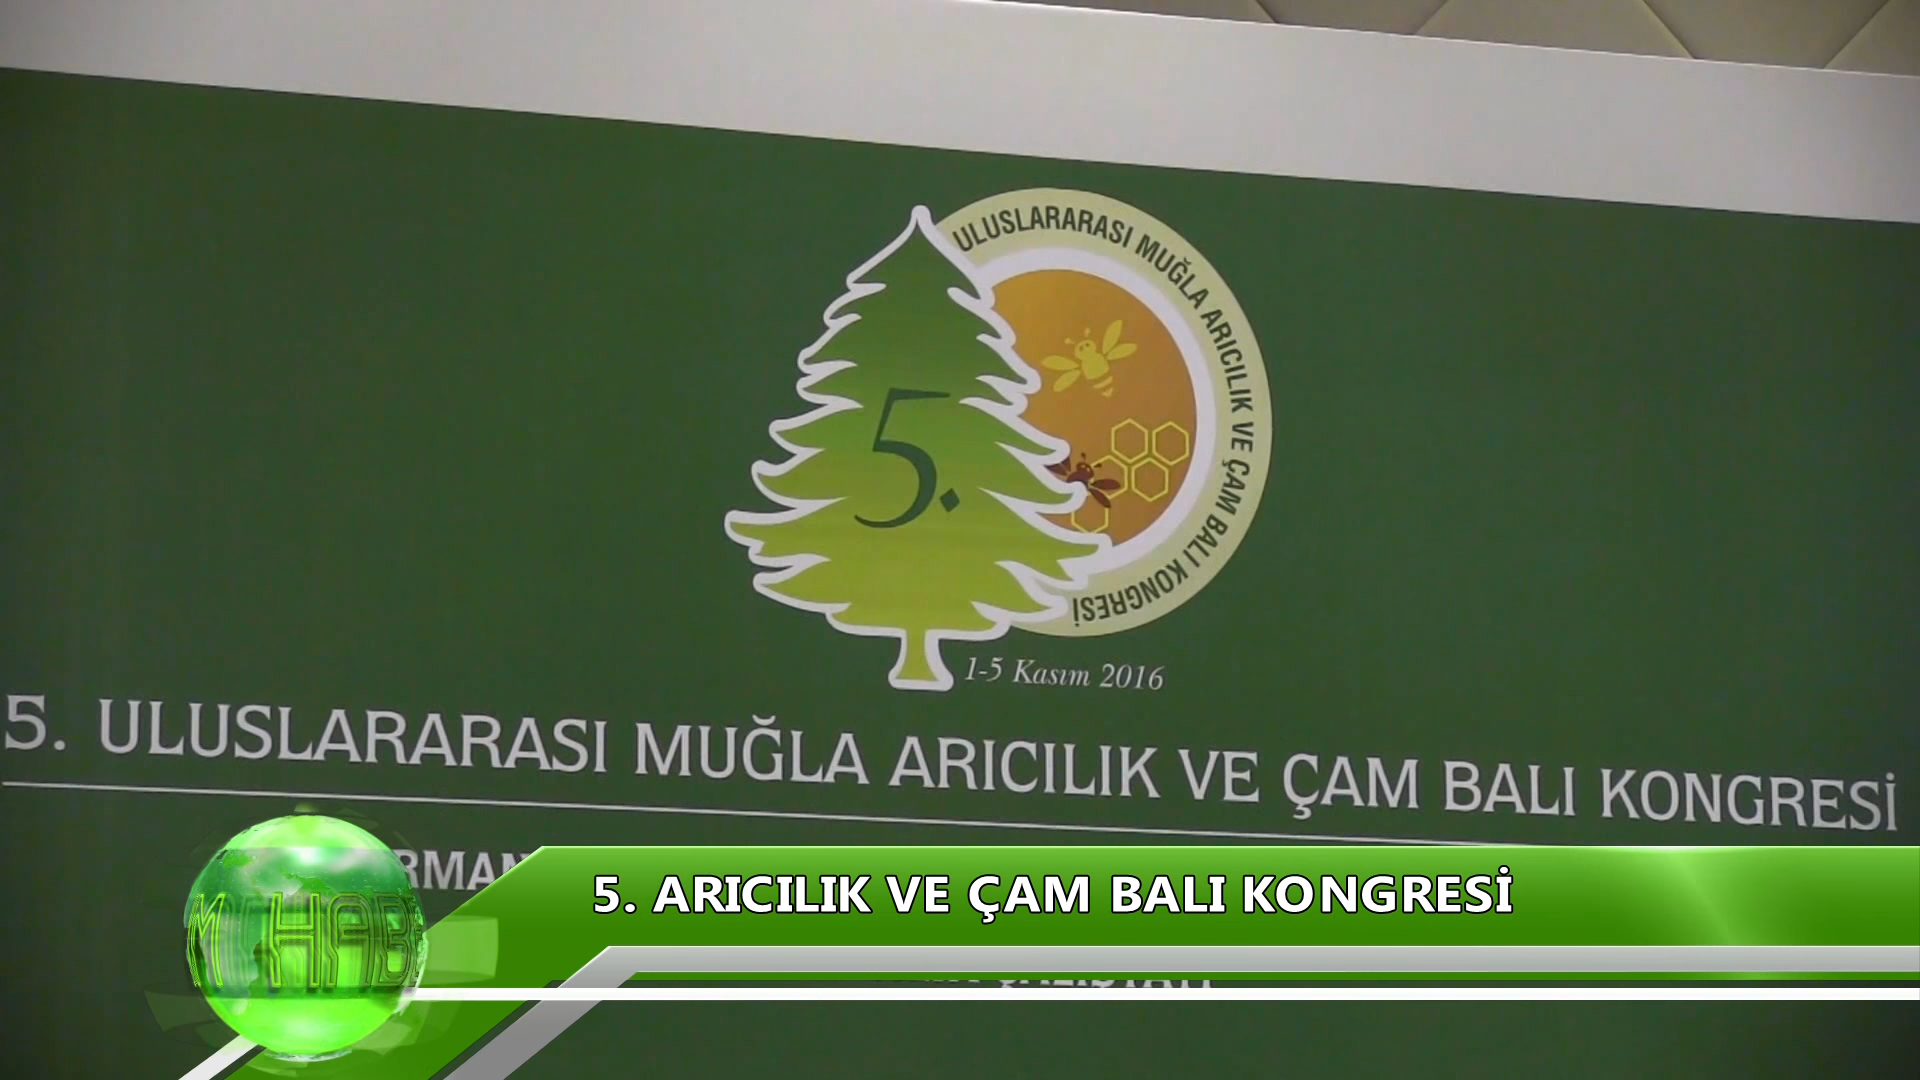 ULUSLARARASI MUĞLA ARICILIK VE ÇAM BALI KONGRESİ
5.
1-5 Kasım 2016
5. ULUSLARARASI MUĞLA ARICILIK VE ÇAM BALI KONGRESİ
5. ARICILIK VE ÇAM BALI KONGRESİ